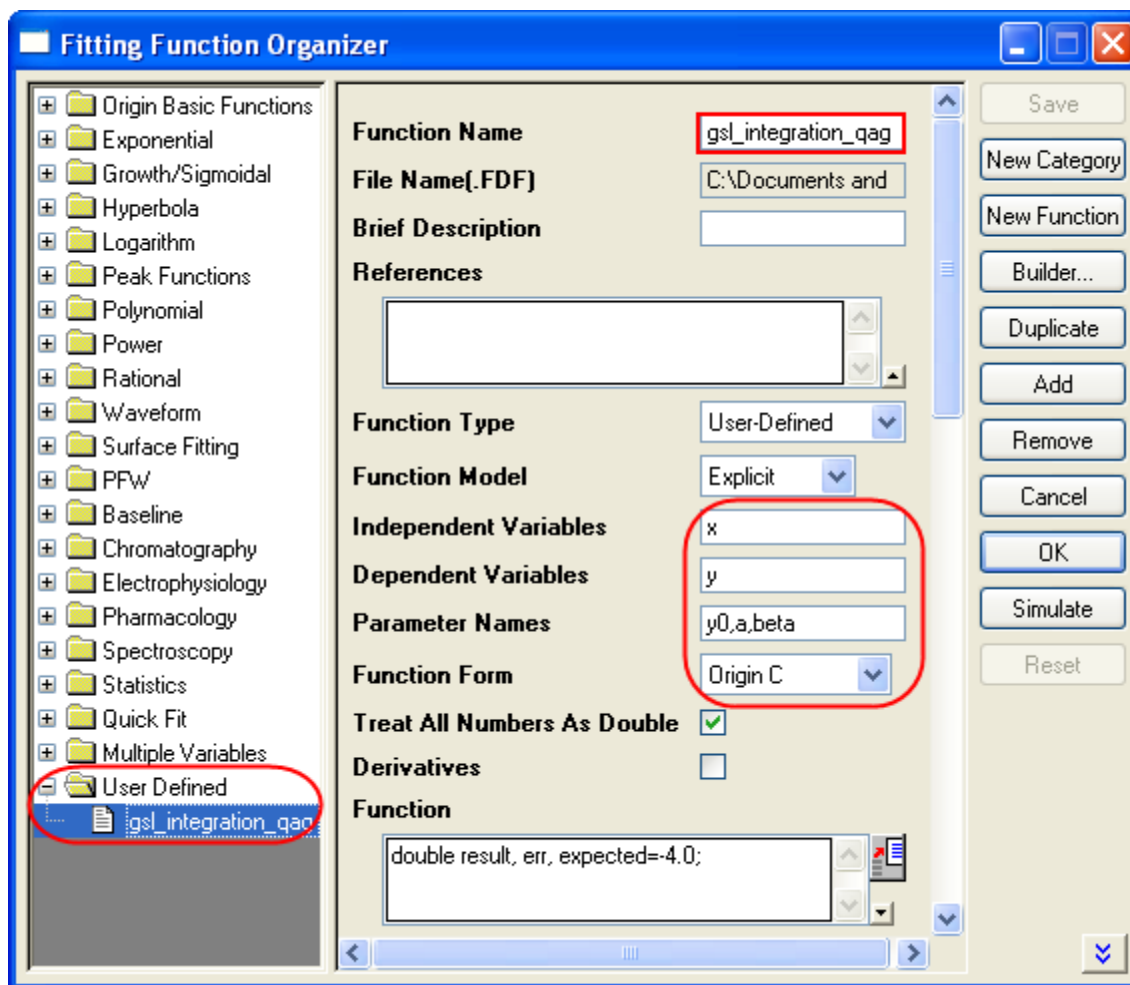 Fitting Function Organizer
Origin Basic Functions
Exponential
Growth/Sigmoidal
Hyperbola
Logarithm
Peak Functions
Polynomial
Power
Rational
Waveform
Surface Fitting
PFW
Baseline
Chromatography
Electrophysiology
Pharmacology
Spectroscopy
Statistics
Quick Fit
Multiple Variables
User Defined
gsl_integration_qag
Function Name
gsl_integration_qag
File Name(.FDF)
C:\Documents and
Brief Description
References
Function Type
User-Defined
Function Model
Explicit
Independent Variables
x
Dependent Variables
y
Parameter Names
y0,a,beta
Function Form
Origin C
Treat All Numbers As Double
Derivatives
Function
double result, err, expected=-4.0;
Save
New Category
New Function
Builder...
Duplicate
Add
Remove
Cancel
OK
Simulate
Reset